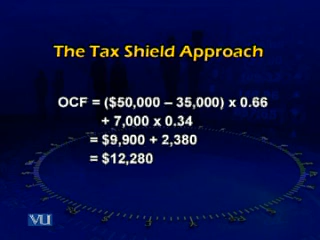 The Tax Shield Approach
OCF = ($50,000 – 35,000) x 0.66
+ 7,000 x 0.34
= $9,900 + 2,380
= $12,280
VU